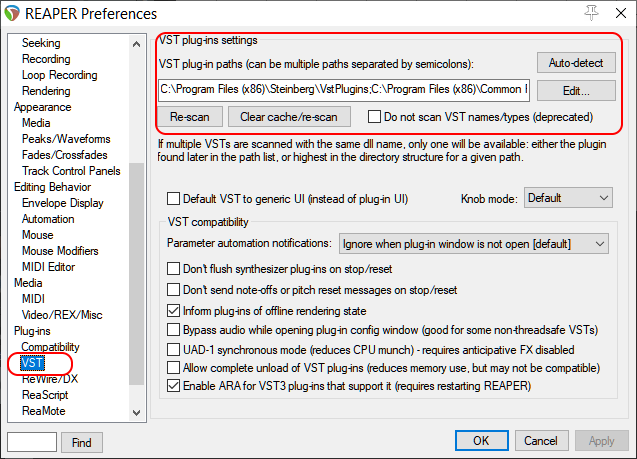 REAPER Preferences
Seeking
Recording
Loop Recording
Rendering
Appearance
Media
Peaks/Waveforms
Fades/Crossfades
Track Control Panels
Editing Behavior
Envelope Display
Automation
Mouse
Mouse Modifiers
MIDI Editor
Media
MIDI
Video/REX/Misc
Plug-ins
Compatibility
VST
ReWire/DX
ReaScript
ReaMote
Find
VST plug-ins settings
VST plug-in paths (can be multiple paths separated by semicolons):
Auto-detect
C:\Program Files (x86)\Steinberg\VstPlugins;C:\Program Files (x86)\Common F
Edit...
Re-scan
Clear cache/re-scan
Do not scan VST names/types (deprecated)
If multiple VSTs are scanned with the same dll name, only one will be available: either the plugin
found later in the path list, or highest in the directory structure for a given path.
Default VST to generic UI (instead of plug-in UI)
Knob mode: Default
VST compatibility
Parameter automation notifications: Ignore when plug-in window is not open [default]
Don't flush synthesizer plug-ins on stop/reset
Don't send note-offs or pitch reset messages on stop/reset
Inform plug-ins of offline rendering state
Bypass audio while opening plug-in config window (good for some non-threadsafe VSTs)
UAD-1 synchronous mode (reduces CPU munch) - requires anticipative FX disabled
Allow complete unload of VST plug-ins (reduces memory use, but may not be compatible)
Enable ARA for VST3 plug-ins that support it (requires restarting REAPER)
OK
Cancel
Apply